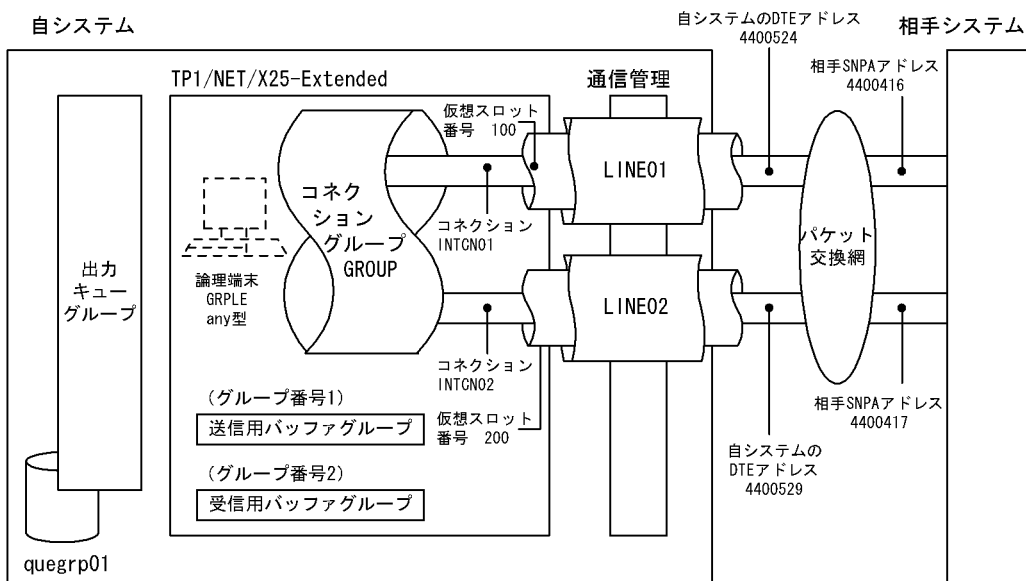 自システム
自システムのDTEアドレス
4400524
相手システム
TP1/NET/X25-Extended
通信管理
相手SNPAアドレス
4400416
仮想スロット
番号 100
LINE01
コネク
ション
グループ
GROUP
コネクション
INTCN01
パケット
交換網
論理端末
GRPLE
any型
出力
キュー
グループ
LINE02
コネクション
INTCN02
(グループ番号1)
送信用バッファグループ
仮想スロット
番号 200
相手SNPAアドレス
4400417
自システムの
DTEアドレス
4400529
(グループ番号2)
受信用バッファグループ
quegrp01